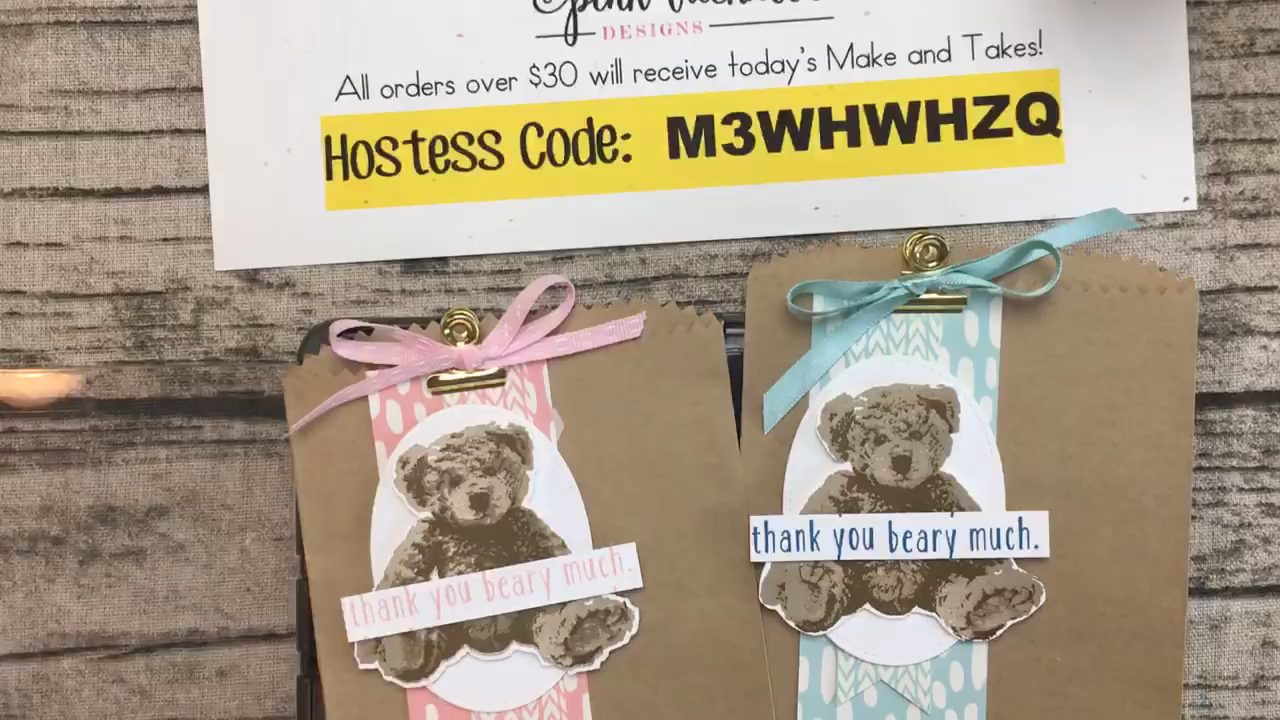 DESIGNS
All orders over $30 will receive today's Make and Takes!
Hostess Code: M3WHWHZQ
thank you beary much.
thank you beary much.